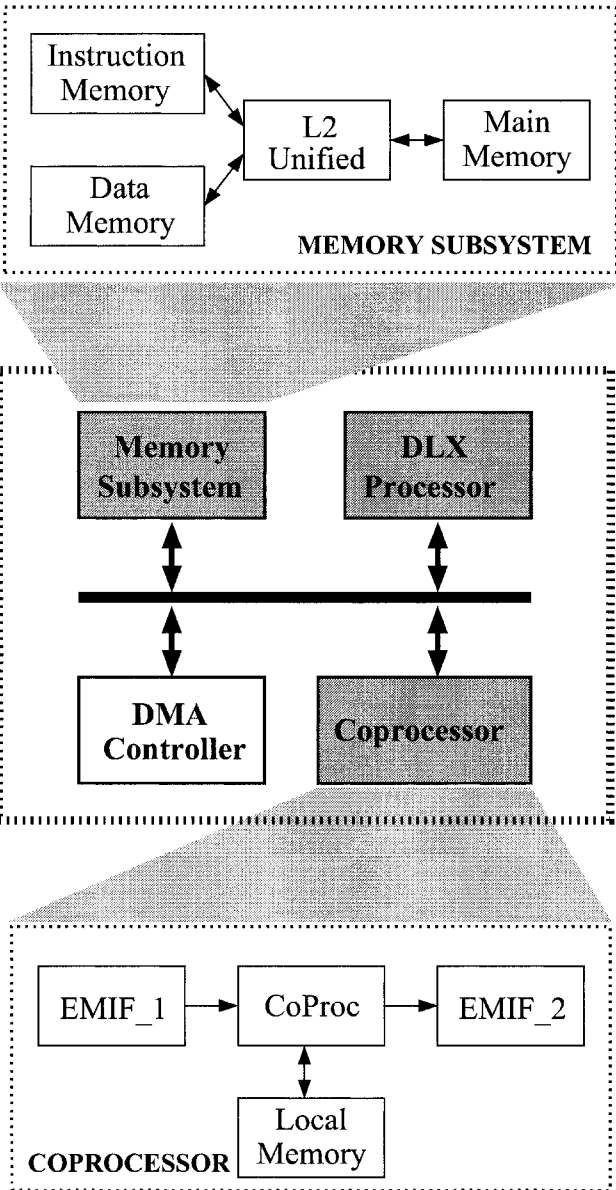 Instruction
Memory
L2
Unified
Main
Memory
Data
Memory
MEMORY SUBSYSTEM
Memory
Subsystem
DLX
Processor
DMA
Controller
Coprocessor
EMIF_1
CoProc
EMIF_2
Local
Memory
COPROCESSOR